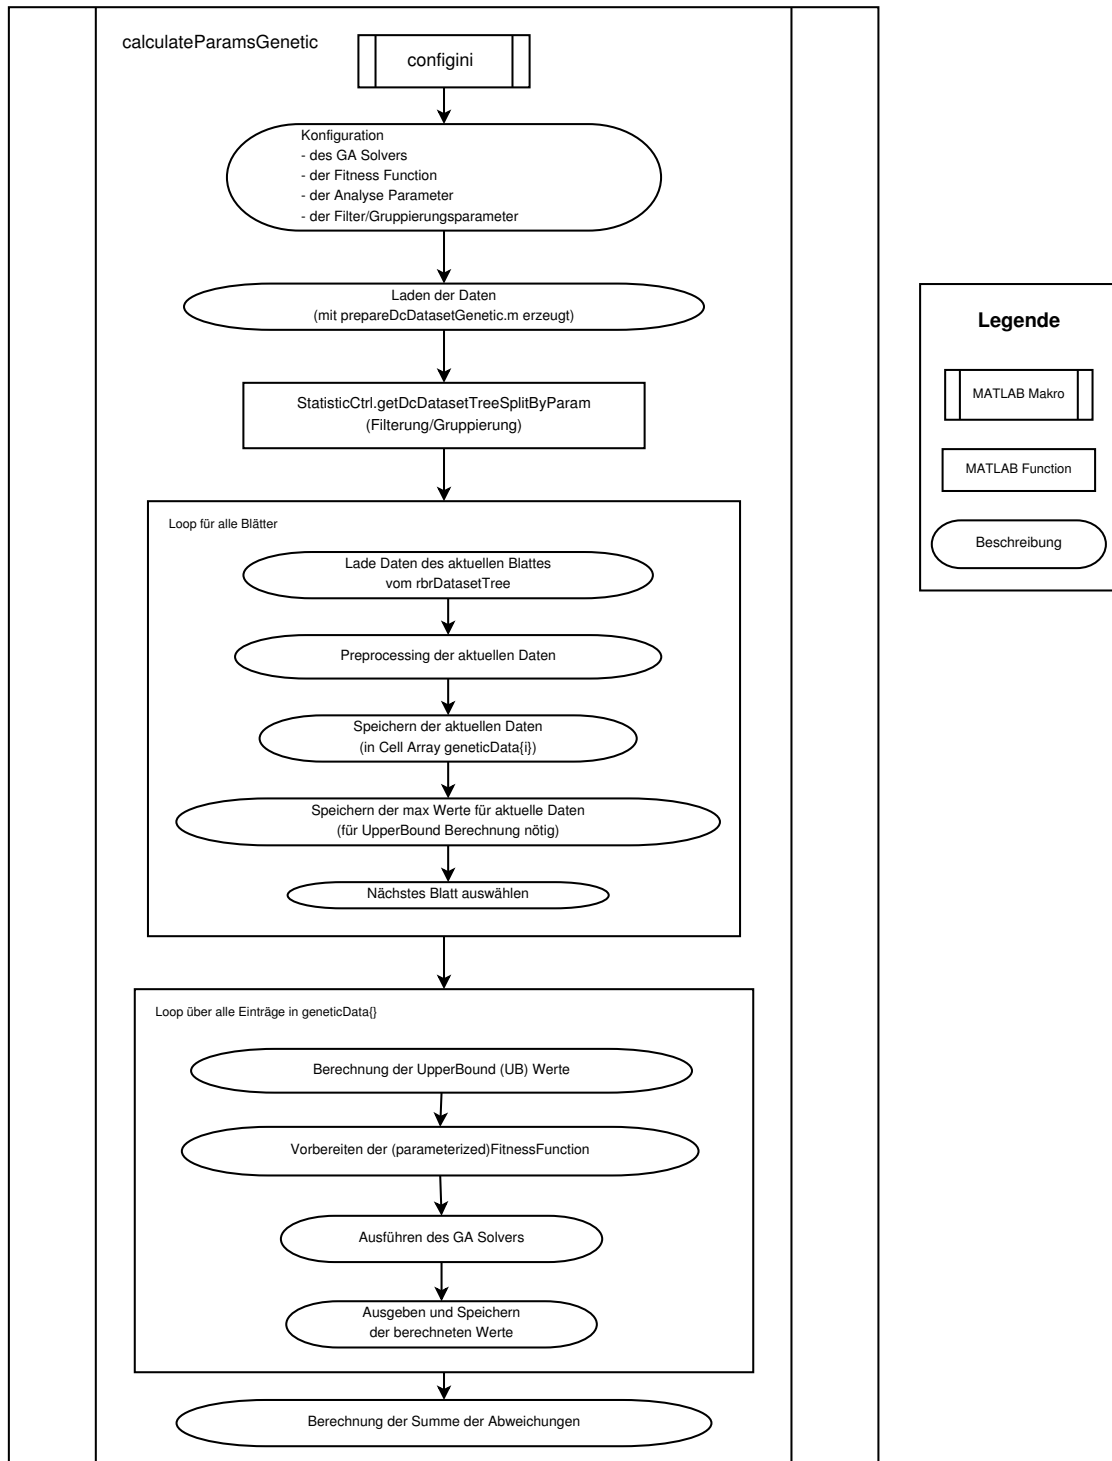 calculateParamsGenetic
configini
Konfiguration
- des GA Solvers
- der Fitness Function
- der Analyse Parameter
- der Filter/Gruppierungsparameter
Laden der Daten
(mit prepareDcDatasetGenetic.m erzeugt)
StatisticCtrl.getDcDatasetTreeSplitByParam
(Filterung/Gruppierung)
Loop für alle Blätter
Lade Daten des aktuellen Blattes
vom rbrDatasetTree
Preprocessing der aktuellen Daten
Speichern der aktuellen Daten
(in Cell Array geneticData{i})
Speichern der max Werte für aktuelle Daten
(für UpperBound Berechnung nötig)
Nächstes Blatt auswählen
Loop über alle Einträge in geneticData{}
Berechnung der UpperBound (UB) Werte
Vorbereiten der (parameterized)FitnessFunction
Ausführen des GA Solvers
Ausgeben und Speichern
der berechneten Werte
Berechnung der Summe der Abweichungen
Legende
MATLAB Makro
MATLAB Function
Beschreibung